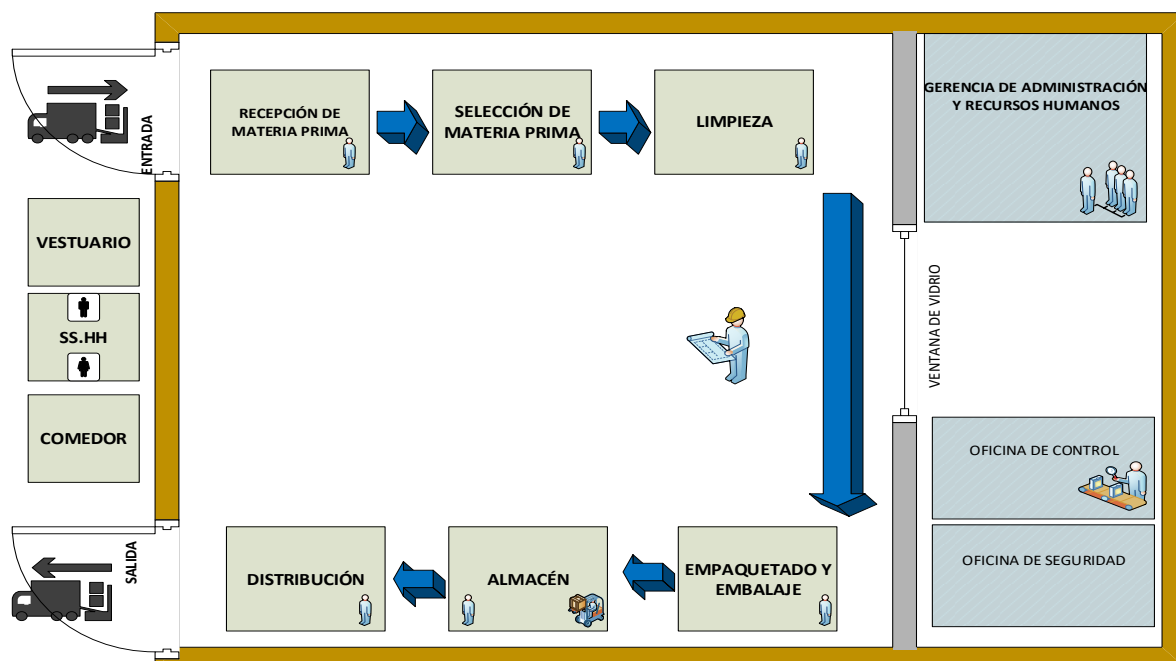 ENTRADA
RECEPCIÓN DE
MATERIA PRIMA
SELECCIÓN DE
MATERIA PRIMA
LIMPIEZA
GERENCIA DE ADMINISTRACIÓN
Y RECURSOS HUMANOS
VESTUARIO
SS.HH
COMEDOR
VENTANA DE VIDRIO
OFICINA DE CONTROL
OFICINA DE SEGURIDAD
SALIDA
DISTRIBUCIÓN
ALMACÉN
EMPAQUETADO Y
EMBALAJE